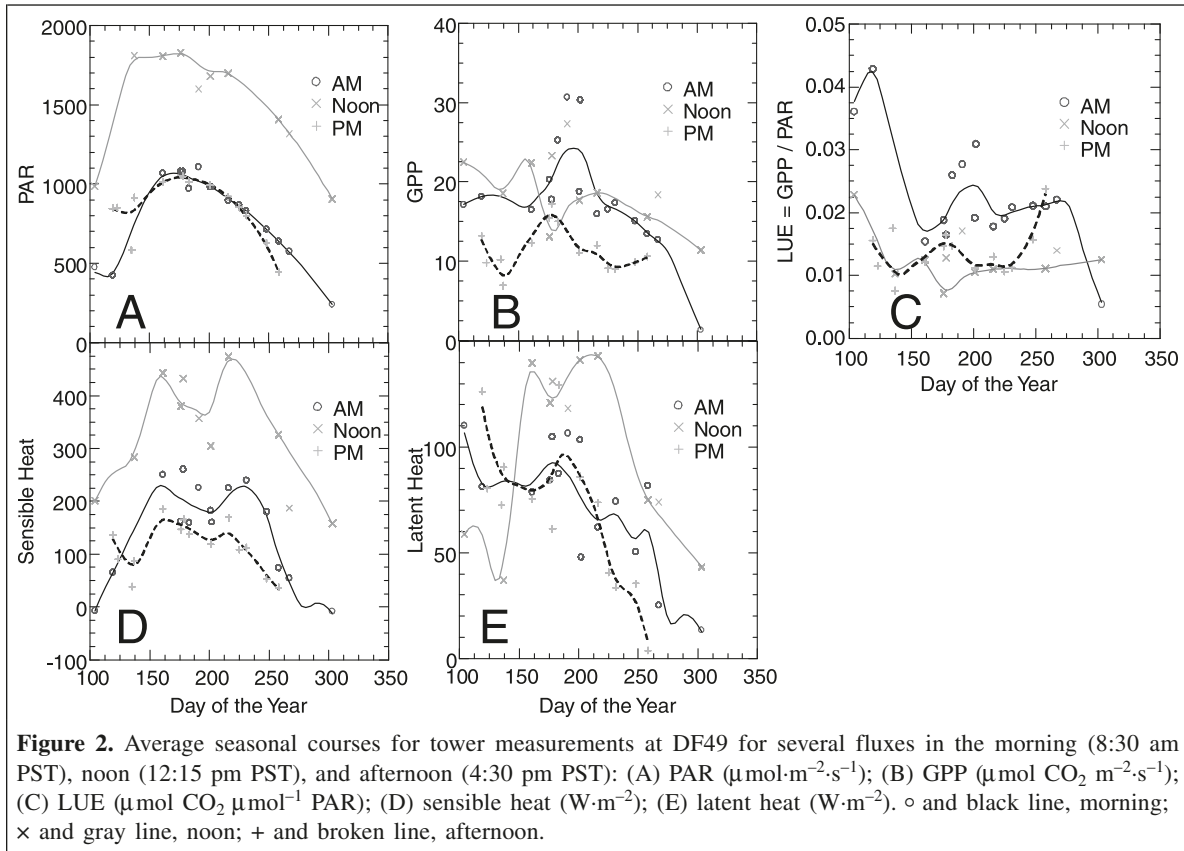 2000
1500
1000
500
0
PAR
AM
Noon
PM
A
40
30
20
10
0
GPP
AM
Noon
PM
B
0.05
0.04
0.03
0.02
0.01
0.00
LUE = GPP / PAR
AM
Noon
PM
C
100 150 200 250 300 350
Day of the Year
400
300
200
100
0
-100
Sensible Heat
AM
Noon
PM
D
100 150 200 250 300 350
Day of the Year
100
50
0
Latent Heat
AM
Noon
PM
E
100 150 200 250 300 350
Day of the Year
Figure 2. Average seasonal courses for tower measurements at DF49 for several fluxes in the morning (8:30 am
PST), noon (12:15 pm PST), and afternoon (4:30 pm PST): (A) PAR (μmol·m⁻²·s⁻¹); (B) GPP (μmol CO₂ m⁻²·s⁻¹);
(C) LUE (μmol CO₂ μmol⁻¹ PAR); (D) sensible heat (W·m⁻²); (E) latent heat (W·m⁻²). ∘ and black line, morning;
× and gray line, noon; + and broken line, afternoon.